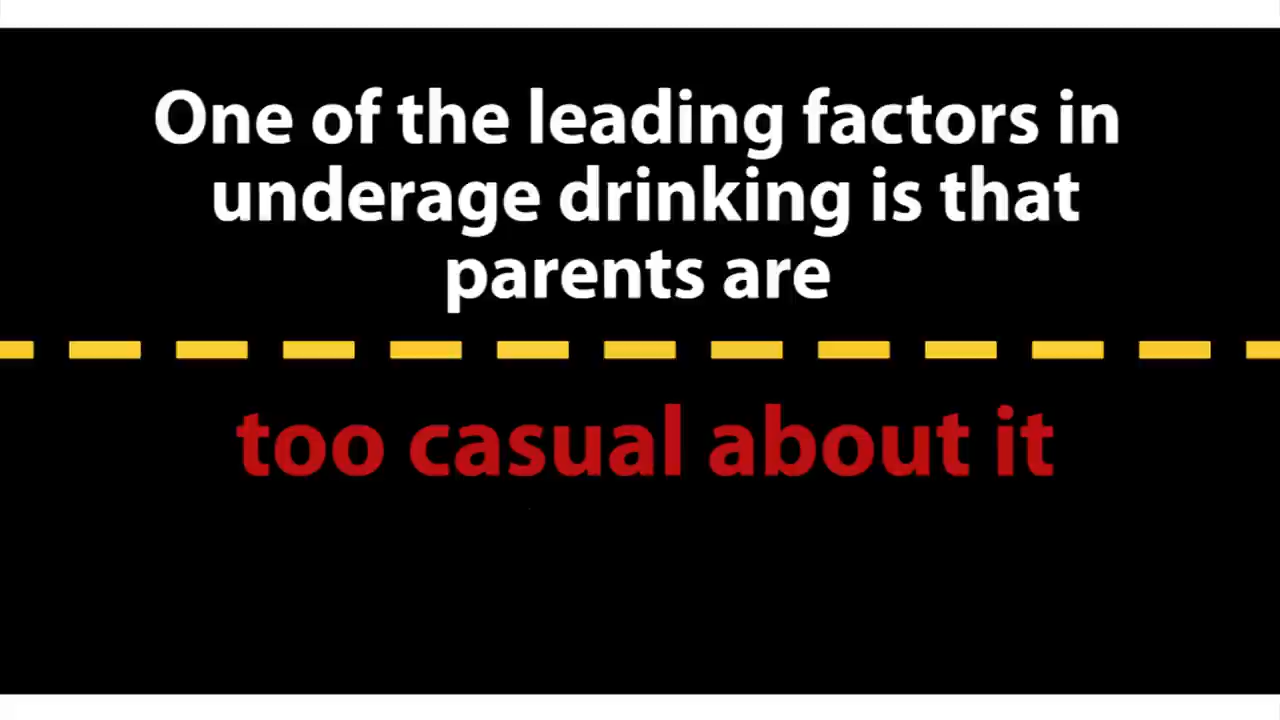 One of the leading factors in
underage drinking is that
parents are
too casual about it